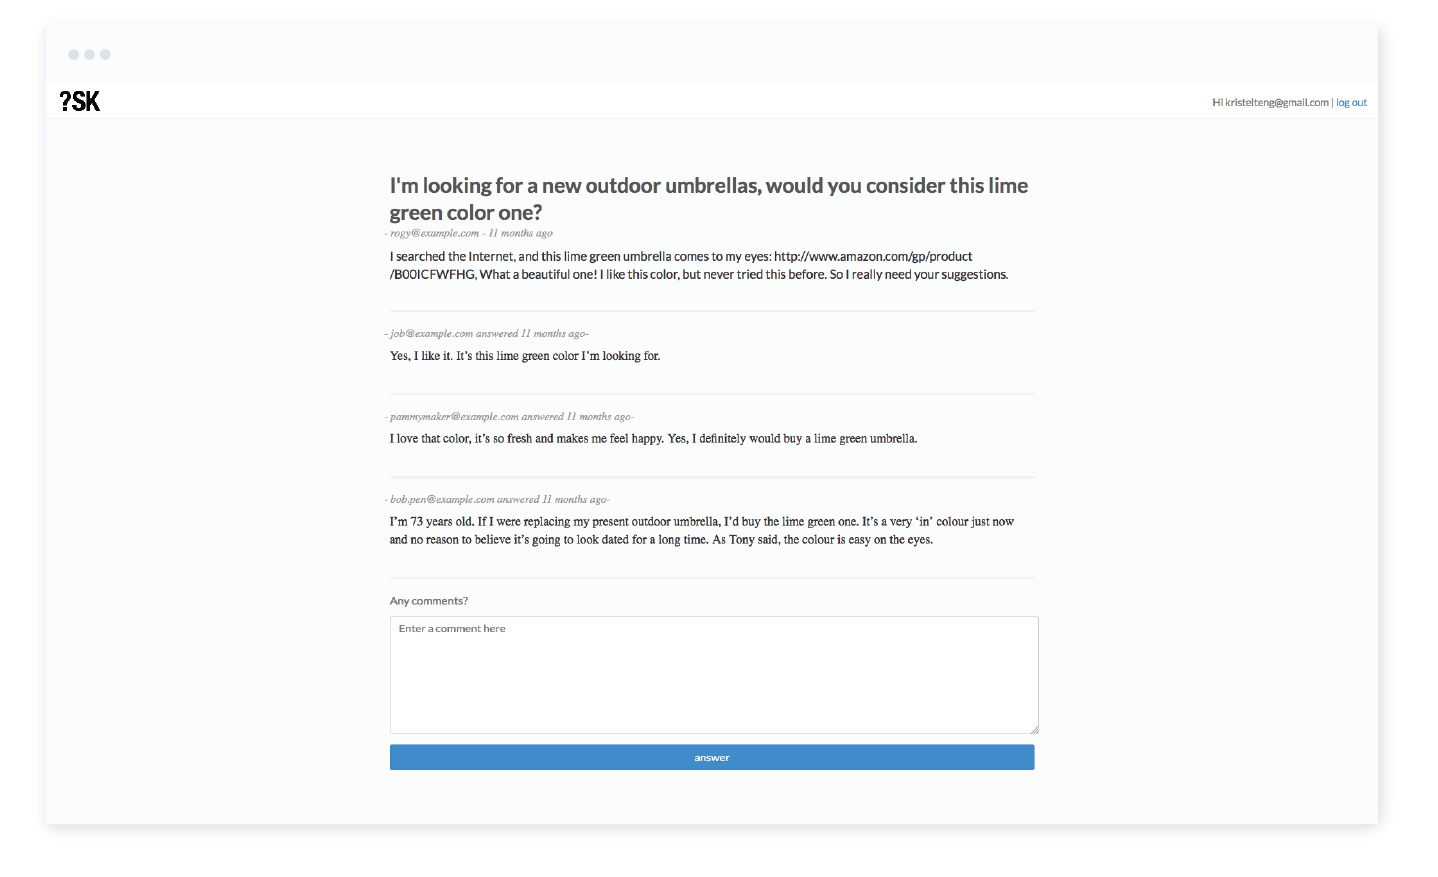 ?SK
Hi kristelteng@gmail.com | log out
I'm looking for a new outdoor umbrellas, would you consider this lime
green color one?
- rogy@example.com - 11 months ago
I searched the Internet, and this lime green umbrella comes to my eyes: http://www.amazon.com/gp/product
/B00ICFWFHG, What a beautiful one! I like this color, but never tried this before. So I really need your suggestions.
- job@example.com answered 11 months ago-
Yes, I like it. It’s this lime green color I’m looking for.
- pammymaker@example.com answered 11 months ago-
I love that color, it’s so fresh and makes me feel happy. Yes, I definitely would buy a lime green umbrella.
- bob.pen@example.com answered 11 months ago-
I’m 73 years old. If I were replacing my present outdoor umbrella, I’d buy the lime green one. It’s a very ‘in’ colour just now
and no reason to believe it’s going to look dated for a long time. As Tony said, the colour is easy on the eyes.
Any comments?
Enter a comment here
answer